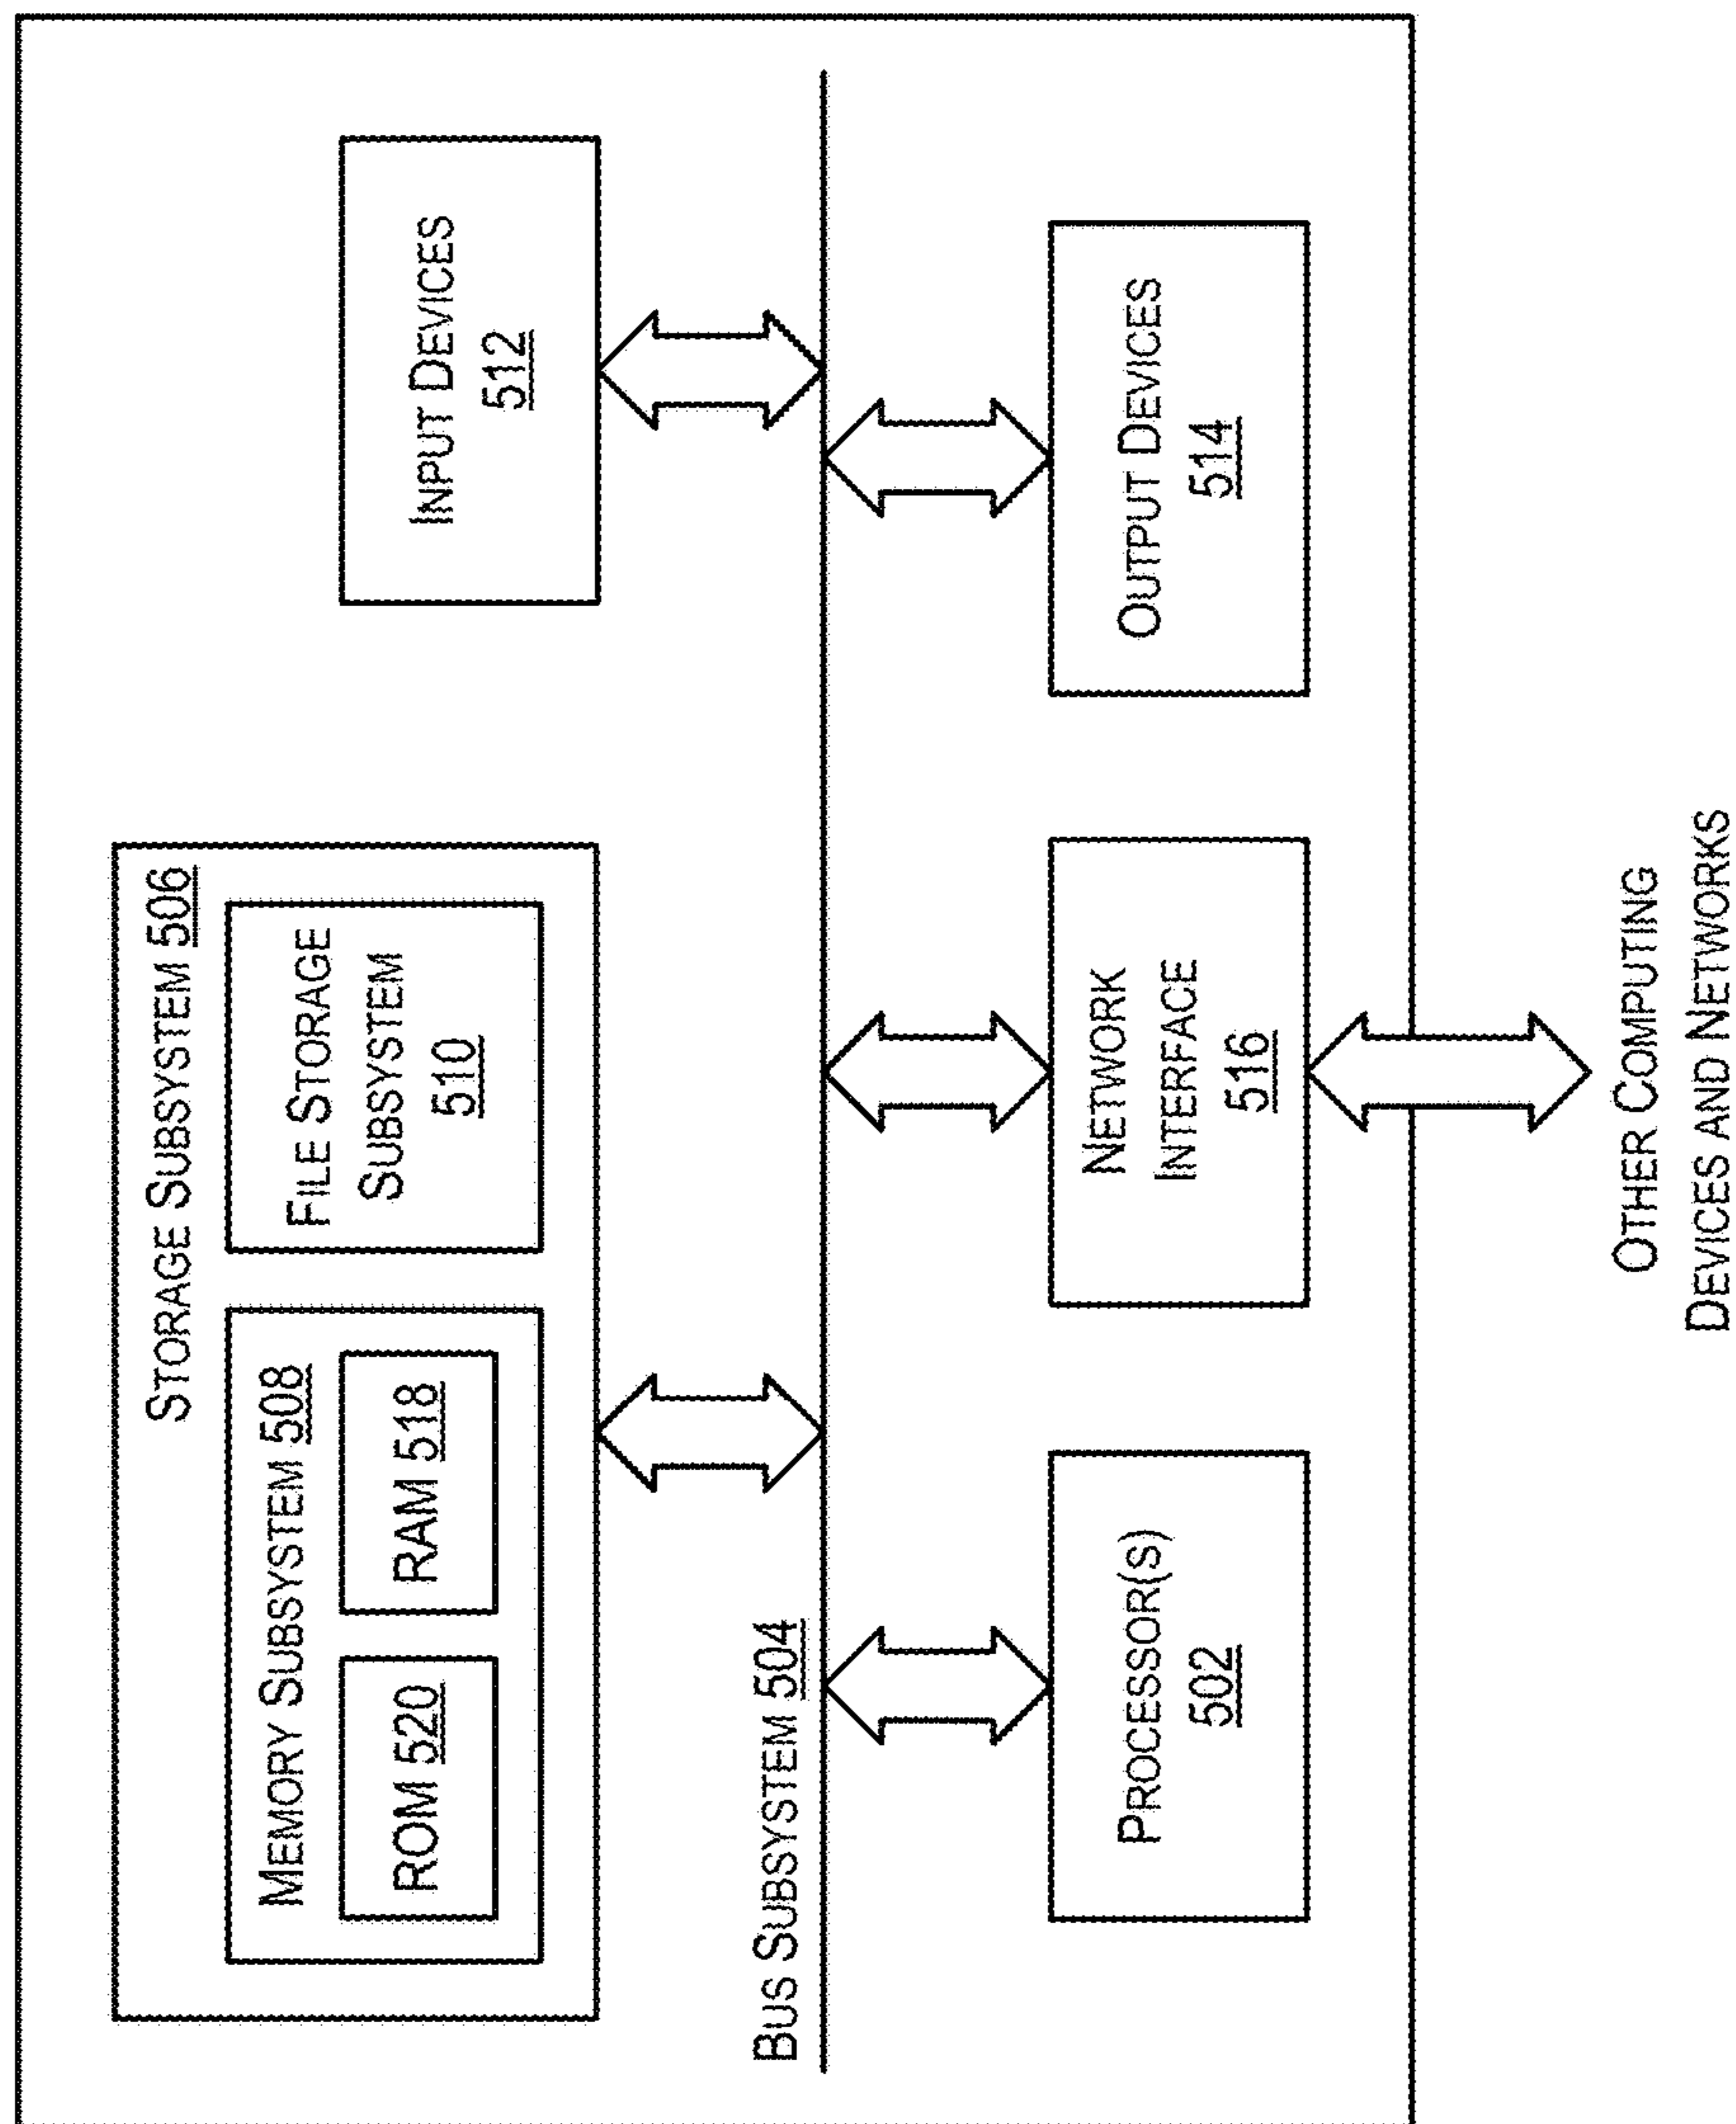 STORAGE SUBSYSTEM 506
MEMORY SUBSYSTEM 508
ROM 520
RAM 518
FILE STORAGE
SUBSYSTEM
510
INPUT DEVICES
512
BUS SUBSYSTEM 504
PROCESSOR(S)
502
NETWORK
INTERFACE
516
OUTPUT DEVICES
514
OTHER COMPUTING
DEVICES AND NETWORKS